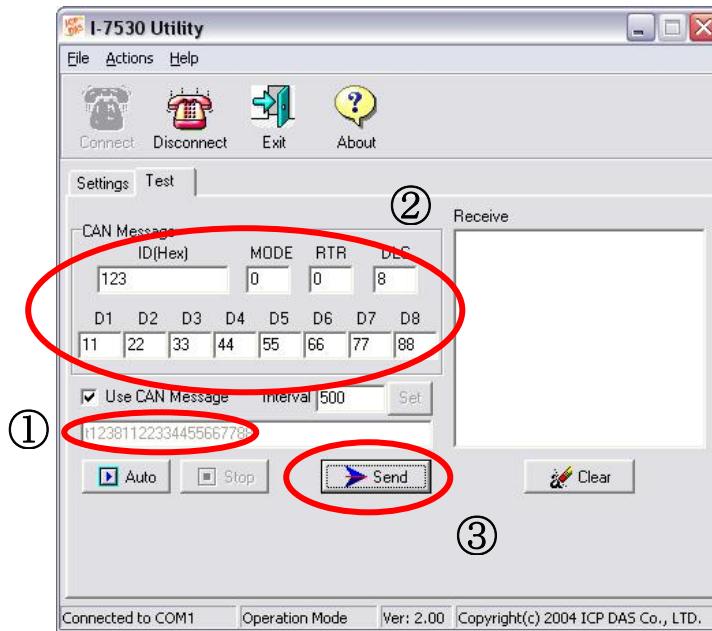 I-7530 Utility
File Actions Help
Connect Disconnect Exit About
Settings Test
②
Receive
CAN Message
ID(Hex) MODE RTR DLC
123 0 0 8
D1 D2 D3 D4 D5 D6 D7 D8
11 22 33 44 55 66 77 88
Use CAN Message Interval 500 Set
① t12381122334455667788
Auto Stop Send Clear
③
Connected to COM1 Operation Mode Ver: 2.00 Copyright(c) 2004 ICP DAS Co., LTD.